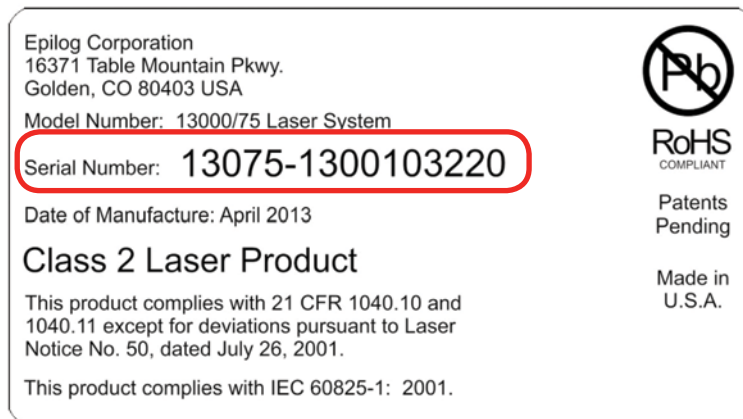 Epilog Corporation
16371 Table Mountain Pkwy.
Golden, CO 80403 USA
Model Number: 13000/75 Laser System
Serial Number: 13075-1300103220
Date of Manufacture: April 2013
Class 2 Laser Product
This product complies with 21 CFR 1040.10 and
1040.11 except for deviations pursuant to Laser
Notice No. 50, dated July 26, 2001.
This product complies with IEC 60825-1: 2001.
Pb
RoHS
COMPLIANT
Patents
Pending
Made in
U.S.A.